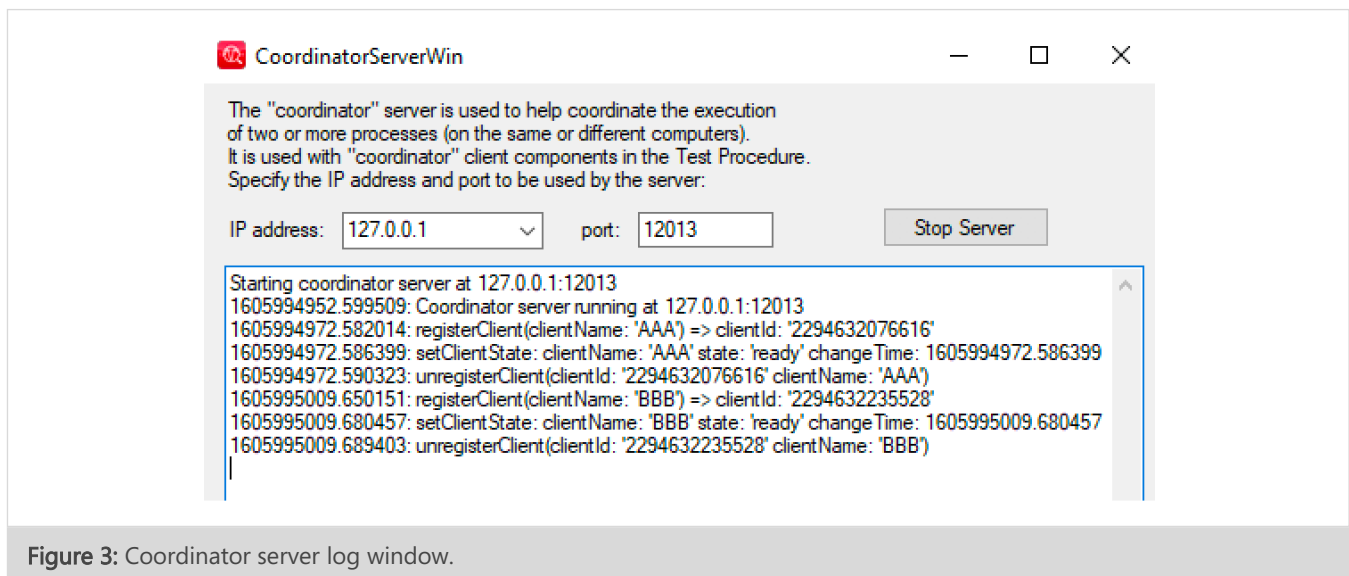 CoordinatorServerWin
The "coordinator" server is used to help coordinate the execution
of two or more processes (on the same or different computers).
It is used with "coordinator" client components in the Test Procedure.
Specify the IP address and port to be used by the server:
IP address: 127.0.0.1 port: 12013 Stop Server
Starting coordinator server at 127.0.0.1:12013
1605994952.599509: Coordinator server running at 127.0.0.1:12013
1605994972.582014: registerClient(clientName: 'AAA') => clientId: '2294632076616'
1605994972.586399: setClientState: clientName: 'AAA' state: 'ready' changeTime: 1605994972.586399
1605994972.590323: unregisterClient(clientId: '2294632076616' clientName: 'AAA')
1605995009.650151: registerClient(clientName: 'BBB') => clientId: '2294632235528'
1605995009.680457: setClientState: clientName: 'BBB' state: 'ready' changeTime: 1605995009.680457
1605995009.689403: unregisterClient(clientId: '2294632235528' clientName: 'BBB')
Figure 3: Coordinator server log window.